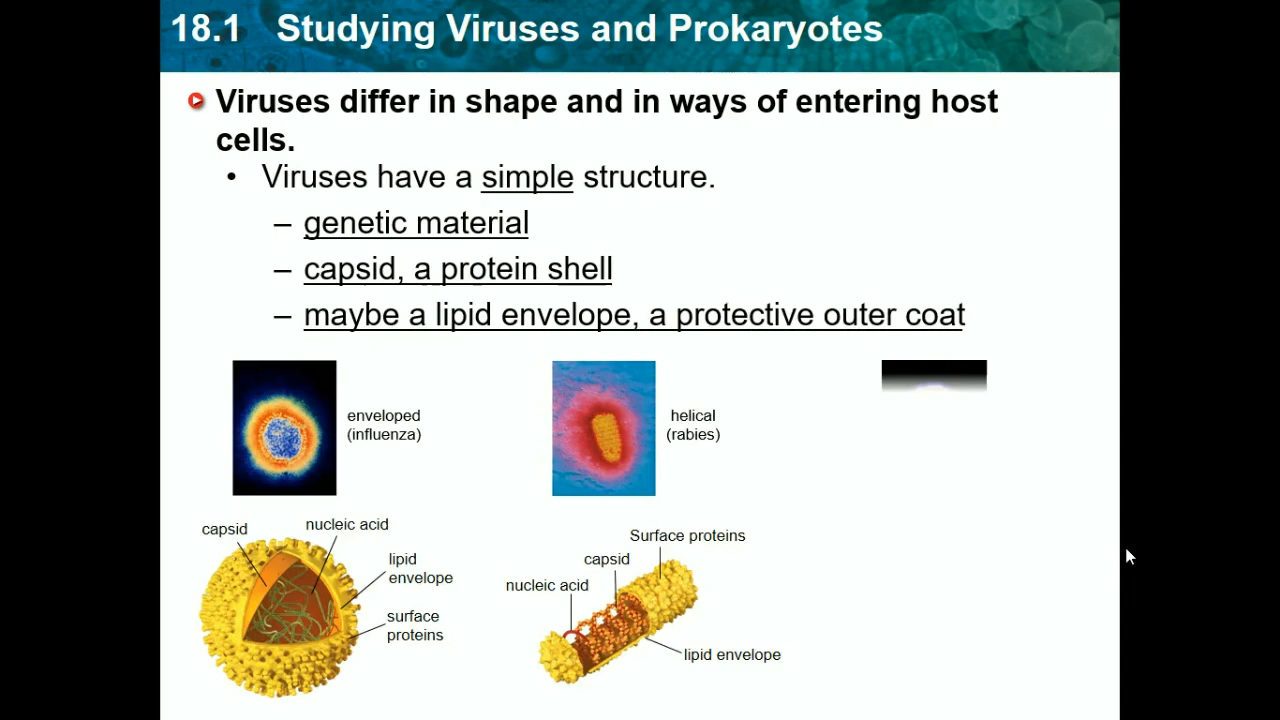 18.1 Studying Viruses and Prokaryotes
Viruses differ in shape and in ways of entering host
cells.
• Viruses have a simple structure.
– genetic material
– capsid, a protein shell
– maybe a lipid envelope, a protective outer coat
enveloped
(influenza)
helical
(rabies)
capsid
nucleic acid
lipid
envelope
surface
proteins
Surface proteins
capsid
nucleic acid
lipid envelope